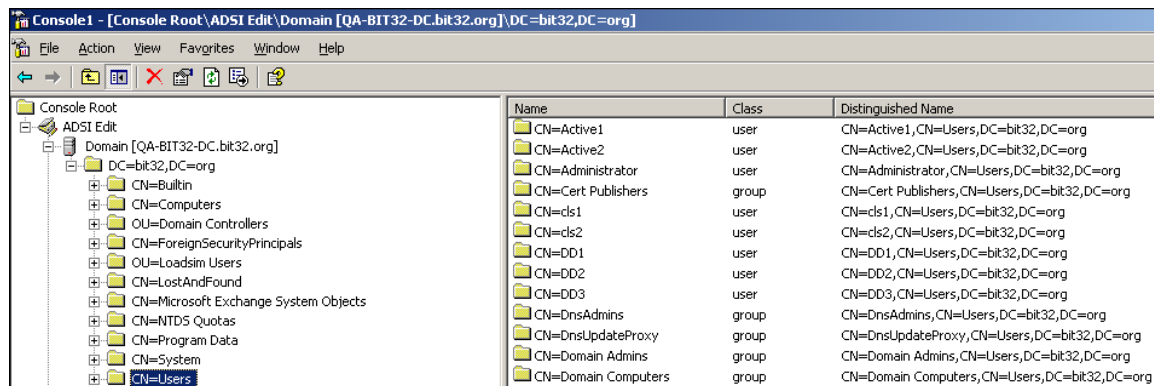 Console1 - [Console Root\ADSI Edit\Domain [QA-BIT32-DC.bit32.org]\DC=bit32,DC=org]
File Action View Favorites Window Help
Console Root
ADSI Edit
Domain [QA-BIT32-DC.bit32.org]
DC=bit32,DC=org
CN=Builtin
CN=Computers
OU=Domain Controllers
CN=ForeignSecurityPrincipals
OU=Loadsim Users
CN=LostAndFound
CN=Microsoft Exchange System Objects
CN=NTDS Quotas
CN=Program Data
CN=System
CN=Users
Name Class Distinguished Name
CN=Active1 user CN=Active1,CN=Users,DC=bit32,DC=org
CN=Active2 user CN=Active2,CN=Users,DC=bit32,DC=org
CN=Administrator user CN=Administrator,CN=Users,DC=bit32,DC=org
CN=Cert Publishers group CN=Cert Publishers,CN=Users,DC=bit32,DC=org
CN=cls1 user CN=cls1,CN=Users,DC=bit32,DC=org
CN=cls2 user CN=cls2,CN=Users,DC=bit32,DC=org
CN=DD1 user CN=DD1,CN=Users,DC=bit32,DC=org
CN=DD2 user CN=DD2,CN=Users,DC=bit32,DC=org
CN=DD3 user CN=DD3,CN=Users,DC=bit32,DC=org
CN=DnsAdmins group CN=DnsAdmins,CN=Users,DC=bit32,DC=org
CN=DnsUpdateProxy group CN=DnsUpdateProxy,CN=Users,DC=bit32,DC=org
CN=Domain Admins group CN=Domain Admins,CN=Users,DC=bit32,DC=org
CN=Domain Computers group CN=Domain Computers,CN=Users,DC=bit32,DC=org